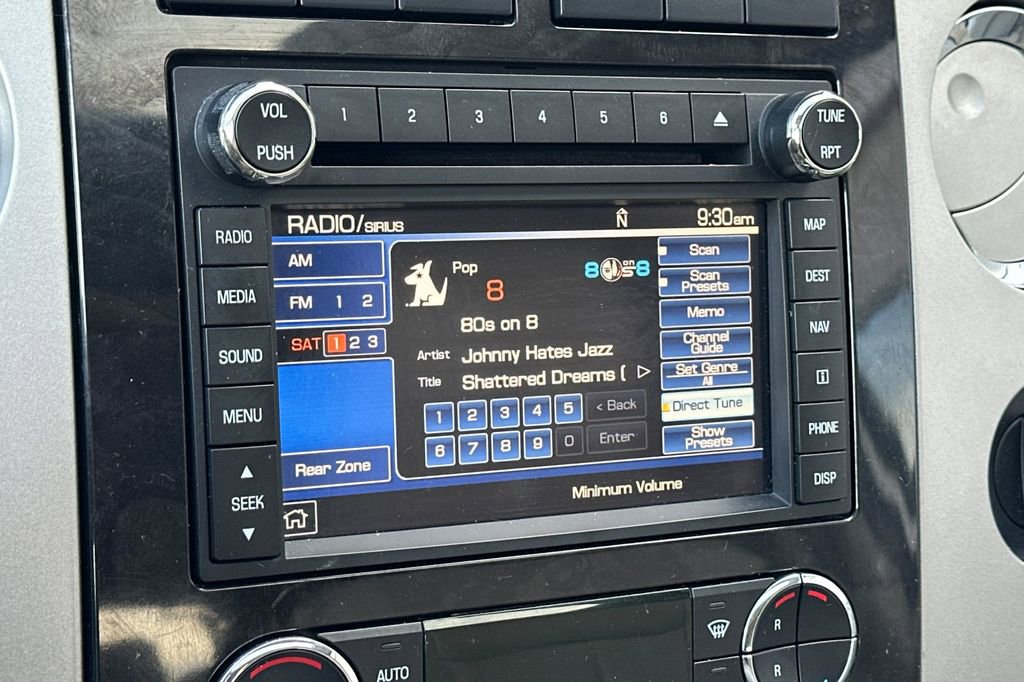 VOL
PUSH
1 2 3 4 5 6
TUNE
RPT
RADIO
MEDIA
SOUND
MENU
SEEK
RADIO/SIRIUS
N
9:30am
AM
FM 1 2
SAT 1 2 3
Rear Zone
Pop
8
8 on 8
80s on 8
Artist Johnny Hates Jazz
Title Shattered Dreams (
1 2 3 4 5 < Back
6 7 8 9 0 Enter
Scan
Scan
Presets
Memo
Channel
Guide
Set Genre
All
Direct Tune
Show
Presets
Minimum Volume
MAP
DEST
NAV
i
PHONE
DISP
AUTO
R
R